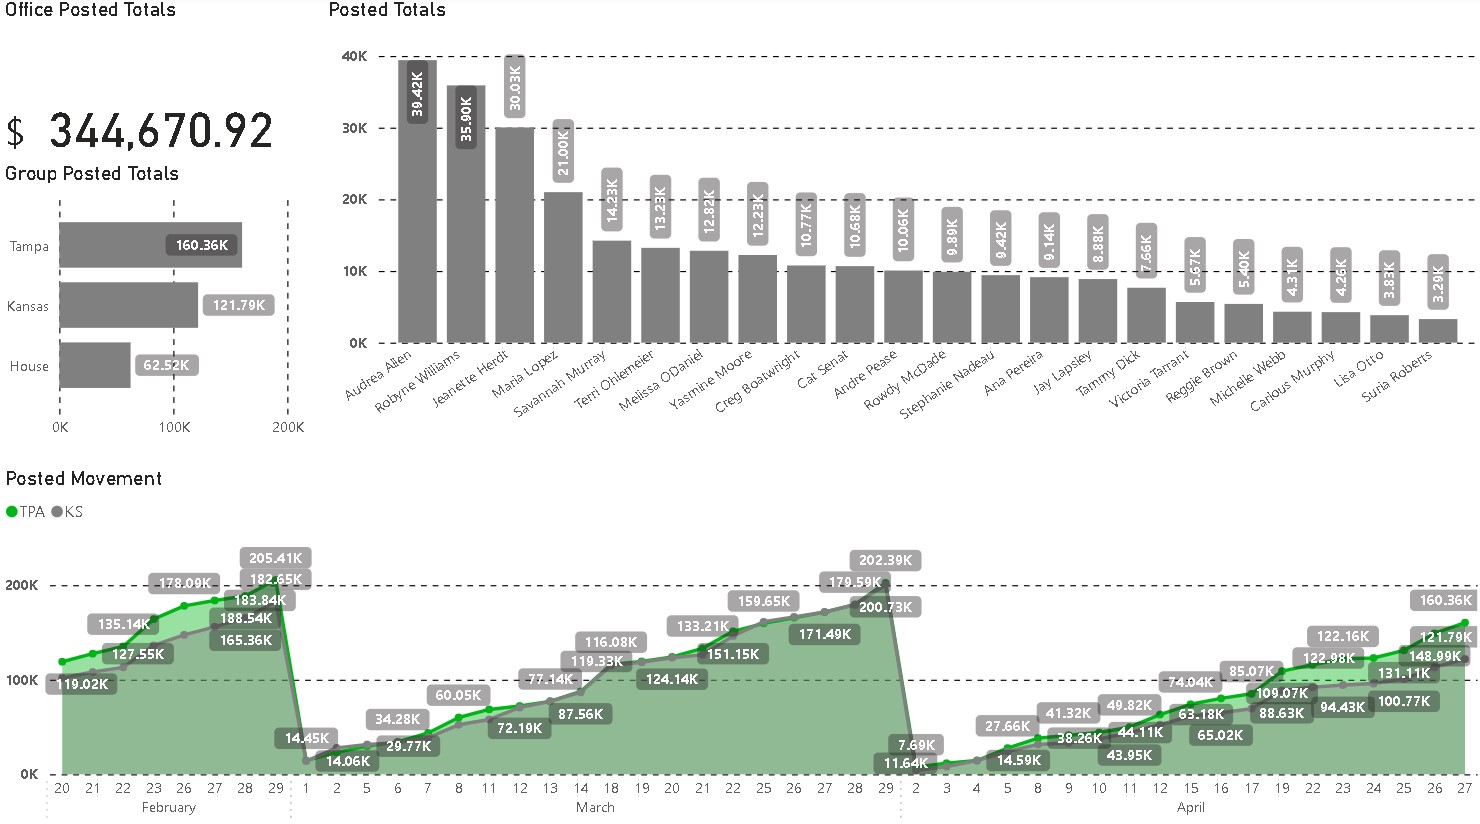 Office Posted Totals
$ 344,670.92
Group Posted Totals
Tampa 160.36K
Kansas 121.79K
House 62.52K
0K 100K 200K
Posted Totals
40K
30K
20K
10K
0K
39.42K 35.90K 30.03K 21.00K 14.23K 13.23K 12.82K 12.23K 10.77K 10.68K 10.06K 9.89K 9.42K 9.14K 8.88K 7.66K 5.67K 5.40K 4.31K 4.26K 3.83K 3.29K
Audrea Allen
Robyne Williams
Jeanette Herdt
Maria Lopez
Savannah Murray
Terri Ohlemeier
Melissa ODaniel
Yasmine Moore
Creg Boatwright
Cat Senat
Andre Pease
Rowdy McDade
Stephanie Nadeau
Ana Pereira
Jay Lapsley
Tammy Dick
Victoria Tarrant
Reggie Brown
Michelle Webb
Carlous Murphy
Lisa Otto
Suria Roberts
Posted Movement
TPA KS
200K
100K
0K
119.02K 135.14K 127.55K 178.09K 205.41K 182.65K 183.84K 188.54K 165.36K
14.45K 14.06K 34.28K 29.77K 60.05K 72.19K 77.14K 87.56K 119.33K 116.08K 124.14K 133.21K 151.15K 159.65K 171.49K 179.59K 202.39K 200.73K
7.69K 11.64K 27.66K 14.59K 41.32K 38.26K 49.82K 44.11K 43.95K 74.04K 63.18K 65.02K 85.07K 109.07K 88.63K 122.16K 122.98K 94.43K 131.11K 100.77K 160.36K 121.79K 148.99K
20 21 22 23 26 27 28 29 1 2 5 6 7 8 11 12 13 14 18 19 20 21 22 25 26 27 28 29 2 3 4 5 8 9 10 11 12 15 16 17 19 22 23 24 25 26 27
February March April